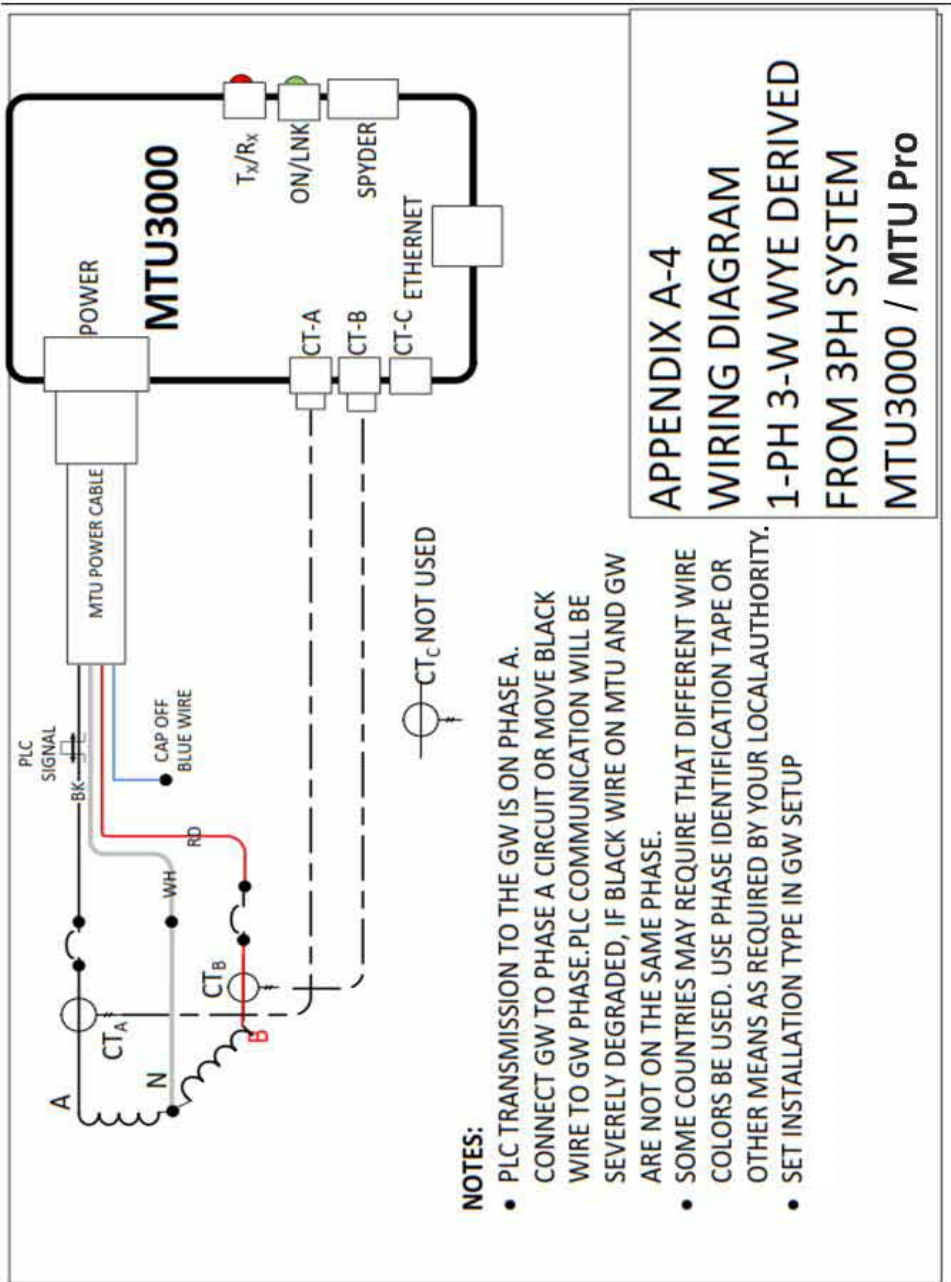 POWER
MTU3000
MTU POWER CABLE
PLC
SIGNAL
BK
CAP OFF
BLUE WIRE
RD
WH
A
N
B
CTA
CTB
CTC NOT USED
TX/RX
ON/LNK
SPYDER
CT-A
CT-B
CT-C
ETHERNET
NOTES:
• PLC TRANSMISSION TO THE GW IS ON PHASE A.
CONNECT GW TO PHASE A CIRCUIT OR MOVE BLACK
WIRE TO GW PHASE.PLC COMMUNICATION WILL BE
SEVERELY DEGRADED, IF BLACK WIRE ON MTU AND GW
ARE NOT ON THE SAME PHASE.
• SOME COUNTRIES MAY REQUIRE THAT DIFFERENT WIRE
COLORS BE USED. USE PHASE IDENTIFICATION TAPE OR
OTHER MEANS AS REQUIRED BY YOUR LOCALAUTHORITY.
• SET INSTALLATION TYPE IN GW SETUP
APPENDIX A-4
WIRING DIAGRAM
1-PH 3-W WYE DERIVED
FROM 3PH SYSTEM
MTU3000 / MTU Pro